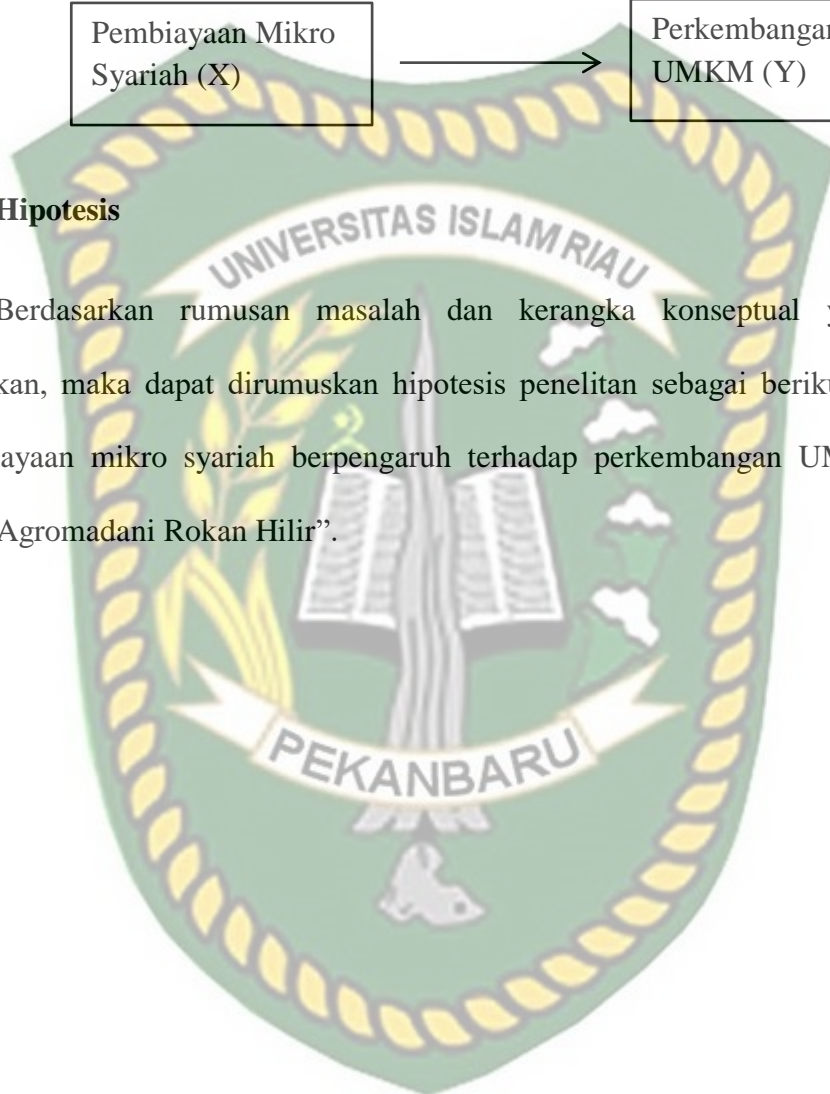 Pembiayaan Mikro
Syariah (X)
Perkembangan
UMKM (Y)
Hipotesis
UNIVERSITAS ISLAM RIAU
Berdasarkan rumusan masalah dan kerangka konseptual y
kan, maka dapat dirumuskan hipotesis penelitan sebagai beriku
ayaan mikro syariah berpengaruh terhadap perkembangan UM
Agromadani Rokan Hilir”.
PEKANBARU